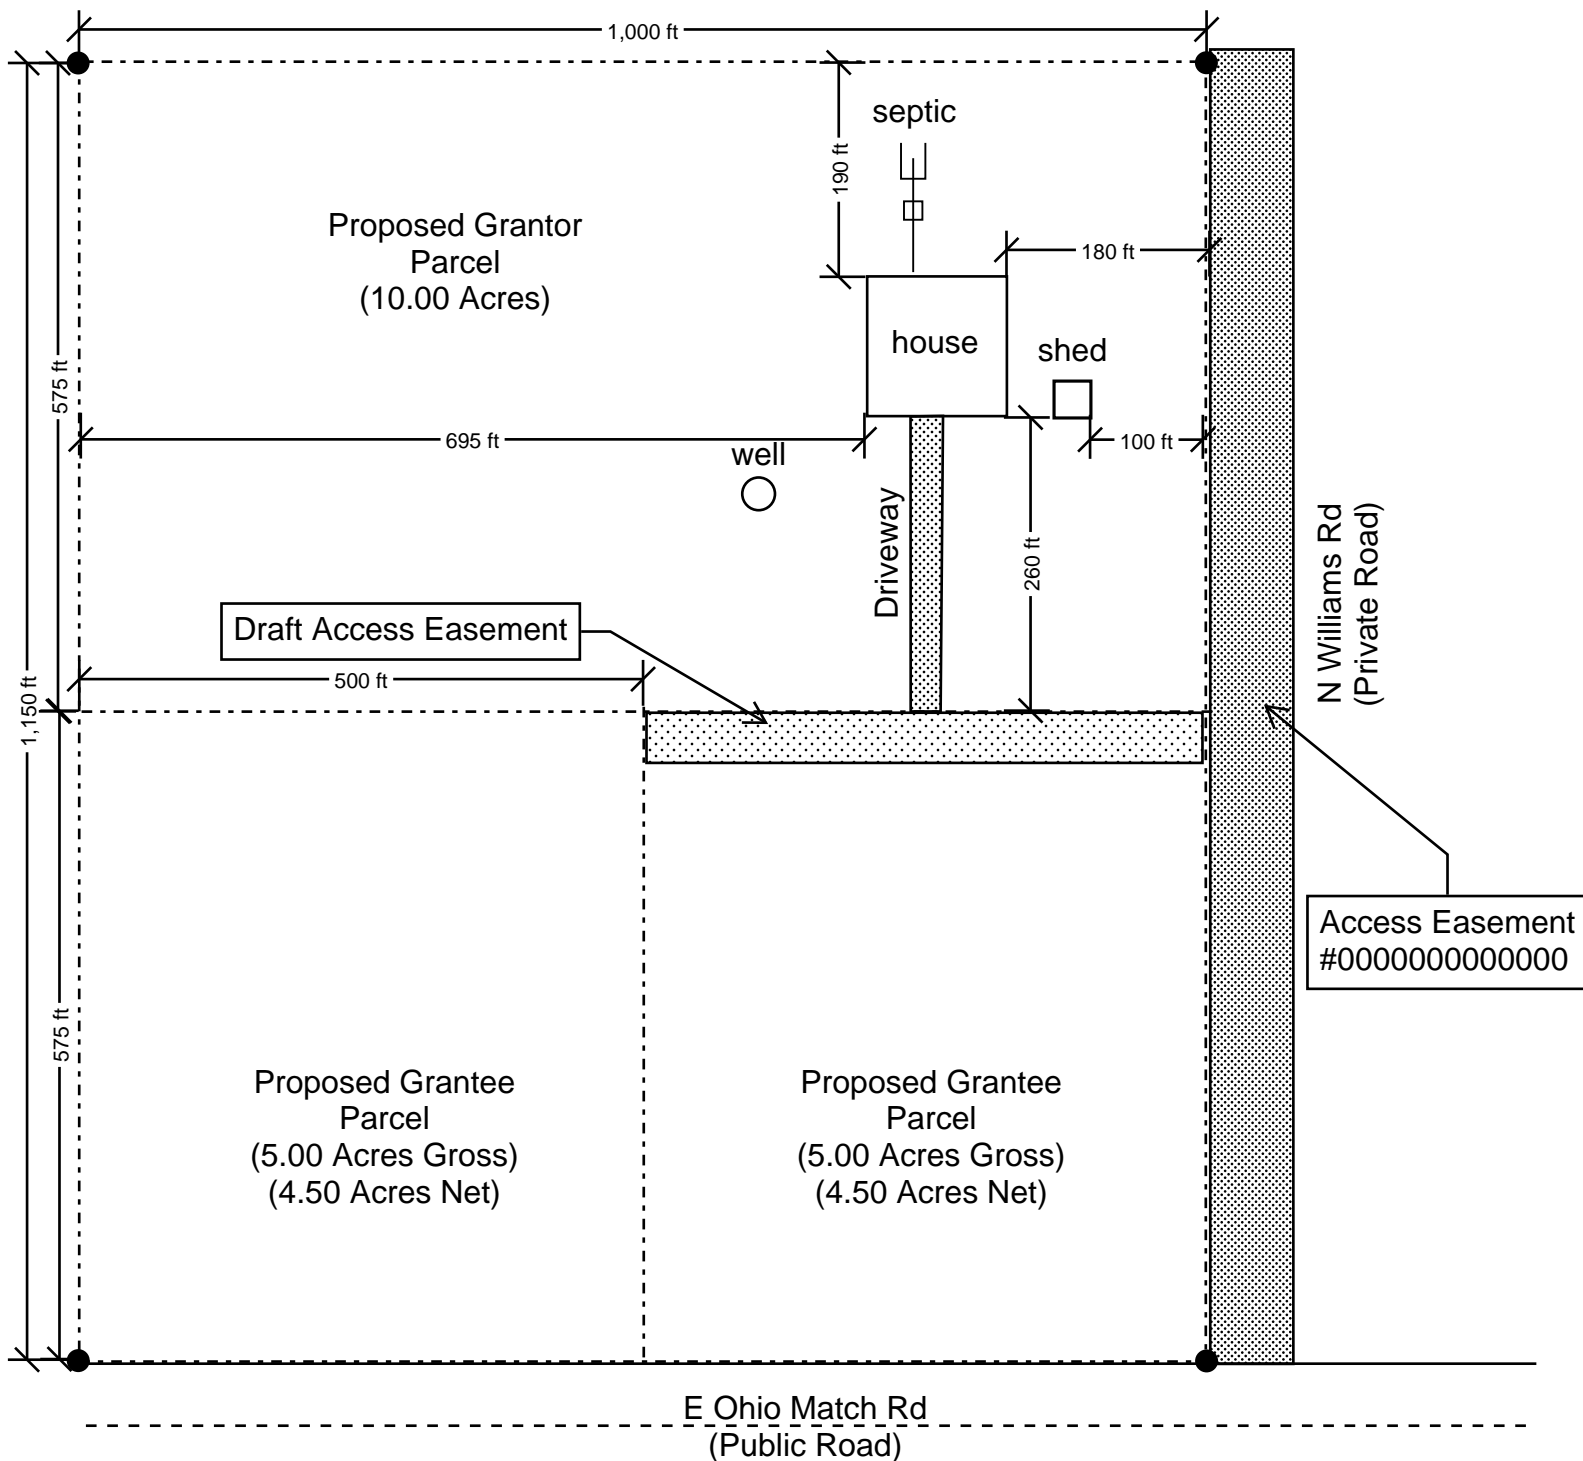 1,000 ft
septic
190 ft
Proposed Grantor
Parcel
(10.00 Acres)
180 ft
house
shed
575 ft
695 ft
100 ft
well
Driveway
260 ft
N Williams Rd
(Private Road)
Draft Access Easement
500 ft
1,150 ft
Access Easement
#0000000000000
575 ft
Proposed Grantee
Parcel
(5.00 Acres Gross)
(4.50 Acres Net)
Proposed Grantee
Parcel
(5.00 Acres Gross)
(4.50 Acres Net)
E Ohio Match Rd
(Public Road)